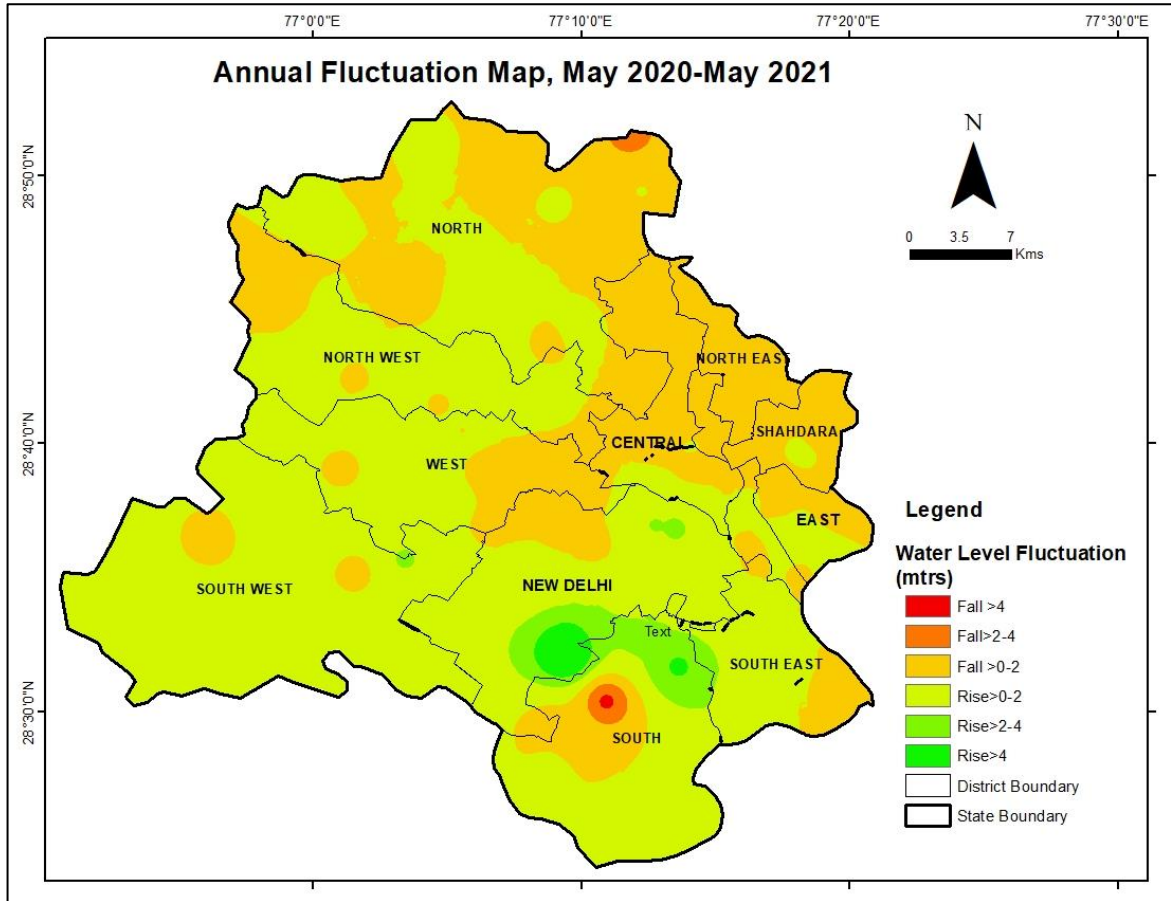 77°0'0"E 77°10'0"E 77°20'0"E 77°30'0"E
Annual Fluctuation Map, May 2020-May 2021
N
28°50'0"N
0 3.5 7
Kms
NORTH
NORTH WEST
NORTH EAST
SHAHDARA
28°40'0"N
CENTRAL
WEST
EAST
SOUTH WEST
NEW DELHI
Text
SOUTH EAST
28°30'0"N
SOUTH
Legend
Water Level Fluctuation
(mtrs)
Fall >4
Fall>2-4
Fall >0-2
Rise>0-2
Rise>2-4
Rise>4
District Boundary
State Boundary